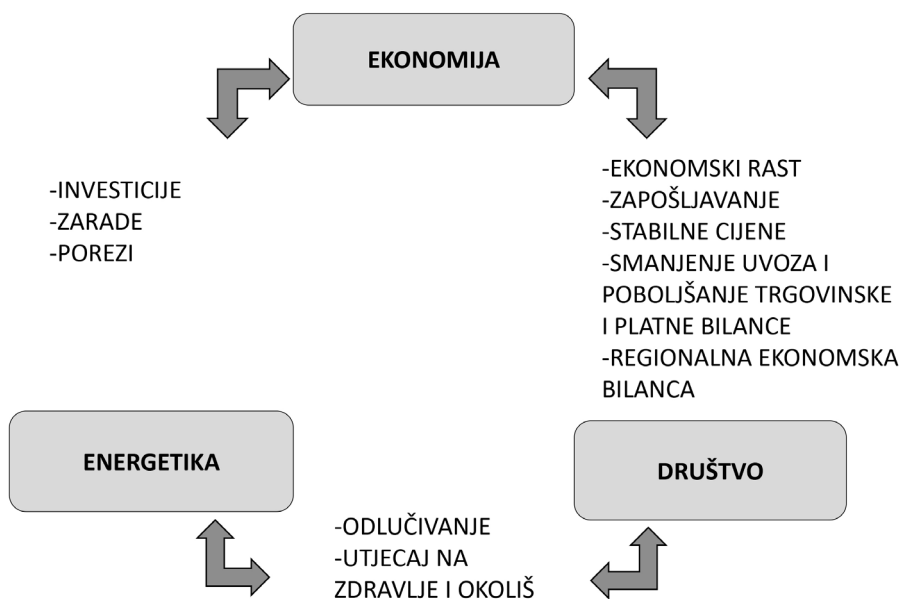 EKONOMIJA
-INVESTICIJE
-ZARADE
-POREZI
-EKONOMSKI RAST
-ZAPOŠLJAVANJE
-STABILNE CIJENE
-SMANJENJE UVOZA I
POBOLJŠANJE TRGOVINSKE
I PLATNE BILANCE
-REGIONALNA EKONOMSKA
BILANCA
ENERGETIKA
DRUŠTVO
-ODLUČIVANJE
-UTJECAJ NA
ZDRAVLJE I OKOLIŠ